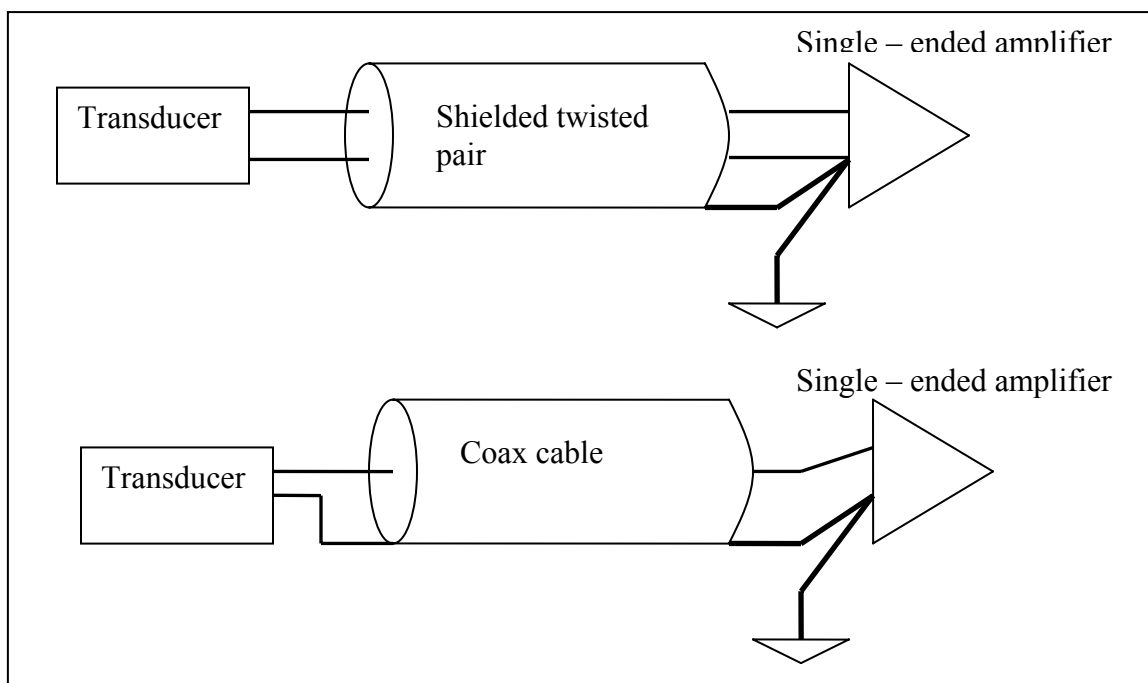 Single – ended amplifier
Transducer
Shielded twisted
pair
Single – ended amplifier
Coax cable
Transducer